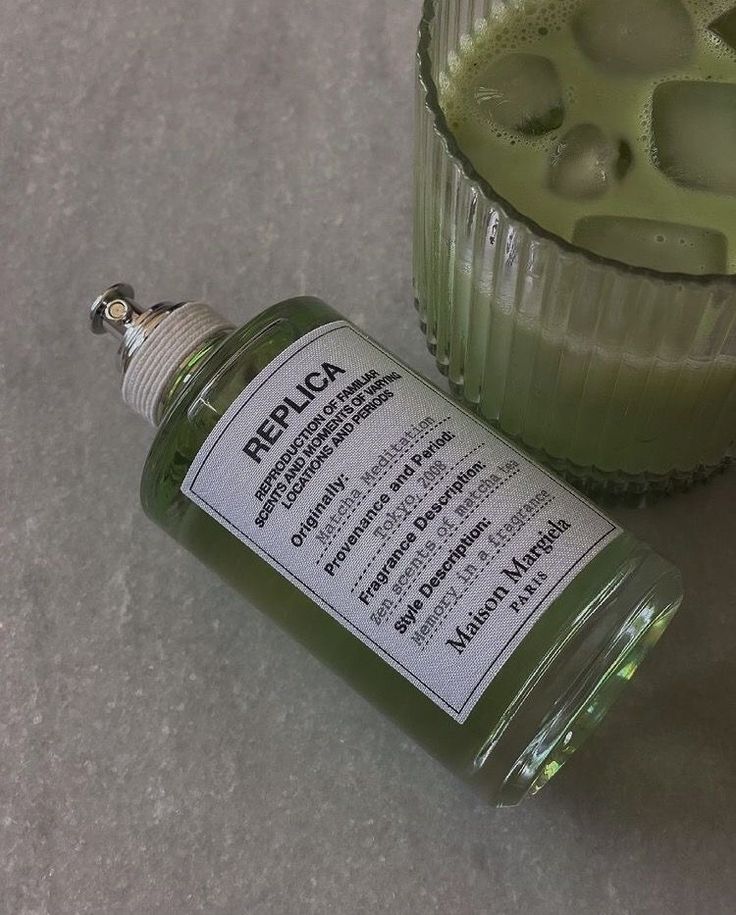 REPLICA
REPRODUCTION OF FAMILIAR
SCENTS AND MOMENTS OF VARYING
LOCATIONS AND PERIODS
Originally:
Matcha Meditation
Provenance and Period:
Tokyo, 2008
Fragrance Description:
Zen scents of matcha tea
Style Description:
Memory in a fragrance
Maison Margiela
PARIS